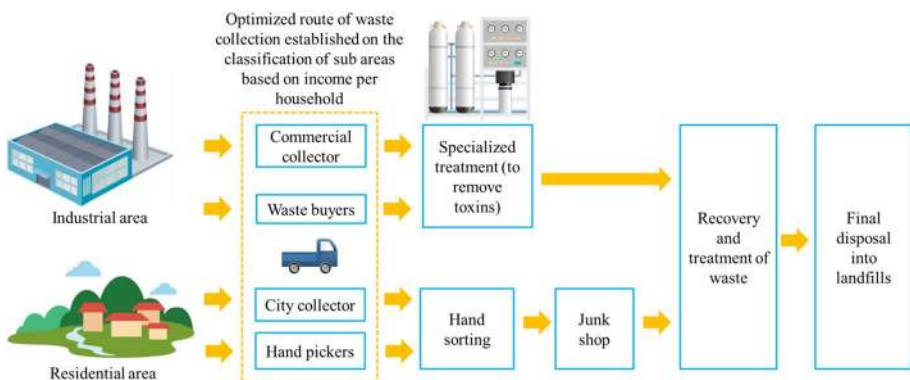 Optimized route of waste
collection established on the
classification of sub areas
based on income per
household
Industrial area
Commercial
collector
Waste buyers
Specialized
treatment (to
remove
toxins)
Residential area
City collector
Hand pickers
Hand
sorting
Junk
shop
Recovery
and
treatment of
waste
Final
disposal
into
landfills